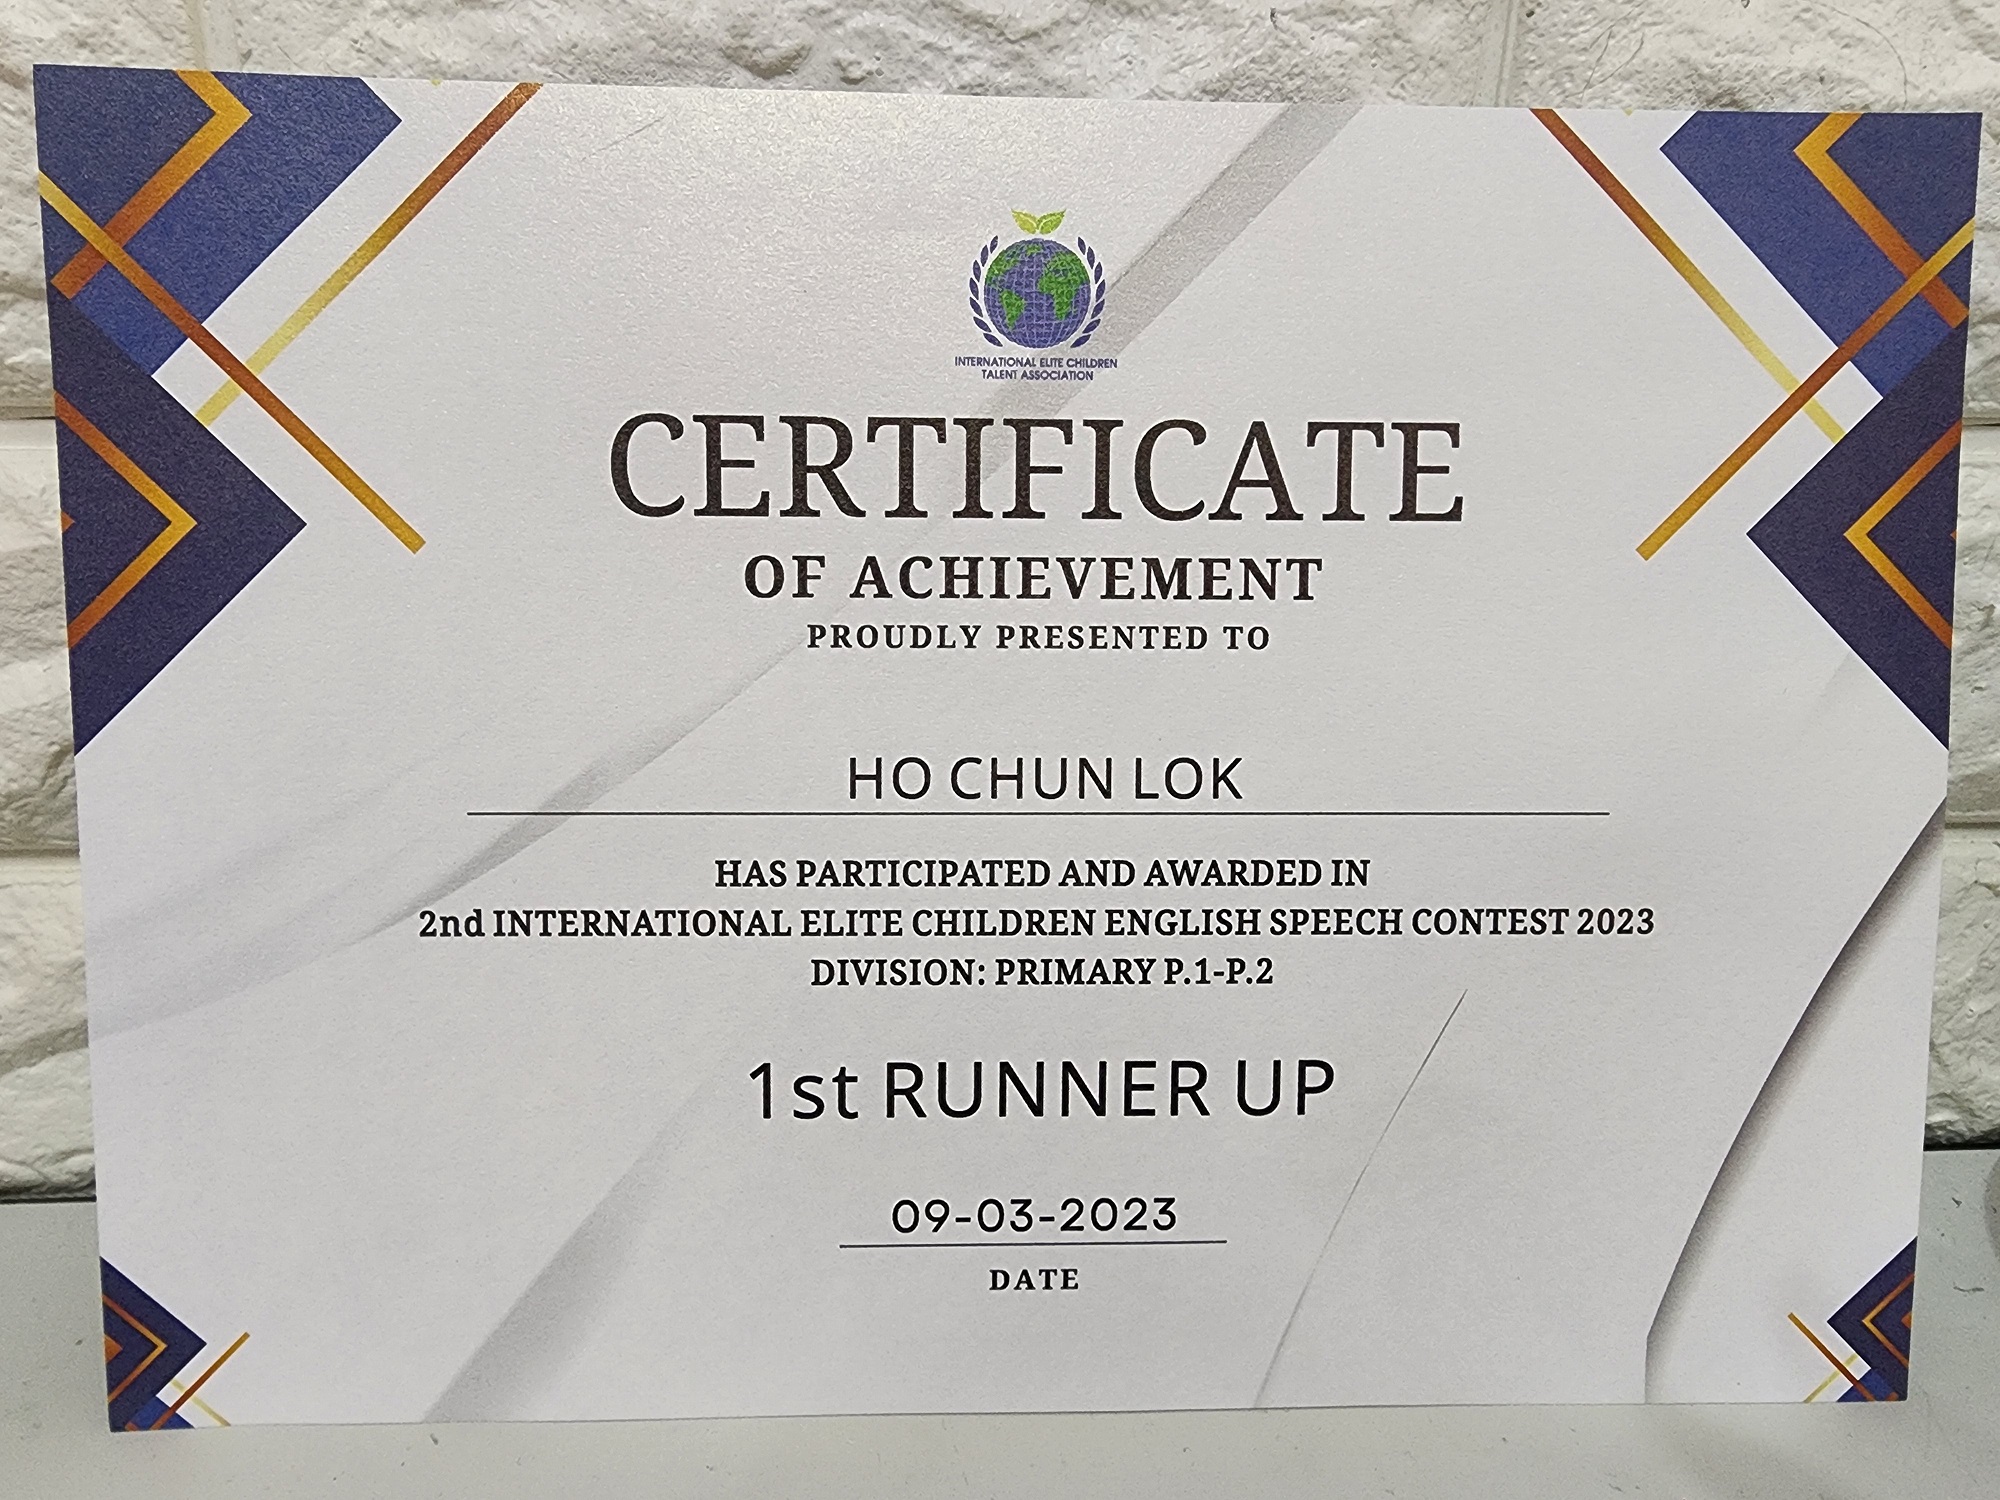 INTERNATIONAL ELITE CHILDREN
TALENT ASSOCIATION
CERTIFICATE
OF ACHIEVEMENT
PROUDLY PRESENTED TO
HO CHUN LOK
HAS PARTICIPATED AND AWARDED IN
2nd INTERNATIONAL ELITE CHILDREN ENGLISH SPEECH CONTEST 2023
DIVISION: PRIMARY P.1-P.2
1st RUNNER UP
09-03-2023
DATE